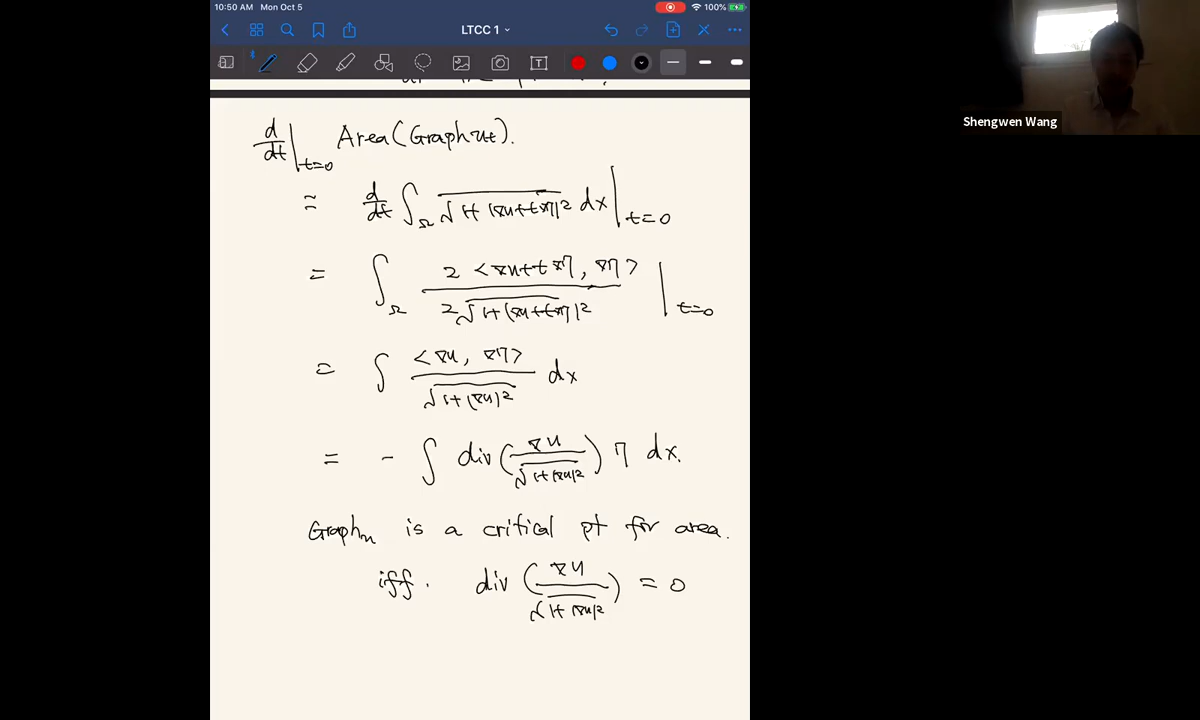 10:50 AM Mon Oct 5
100%
LTCC 1
T
d/dt|_{t=0} Area(Graph u_t).
= d/dt ∫_Ω √(1+|∇u+t∇η|²) dx |_{t=0}
= ∫_Ω 2<∇u+t∇η, ∇η> / 2√(1+|∇u+t∇η|²) |_{t=0}
= ∫ <∇u, ∇η> / √(1+|∇u|²) dx
= - ∫ div(∇u / √(1+|∇u|²)) η dx.
Graph_u is a critical pt for area.
iff. div(∇u / √(1+|∇u|²)) = 0
Shengwen Wang